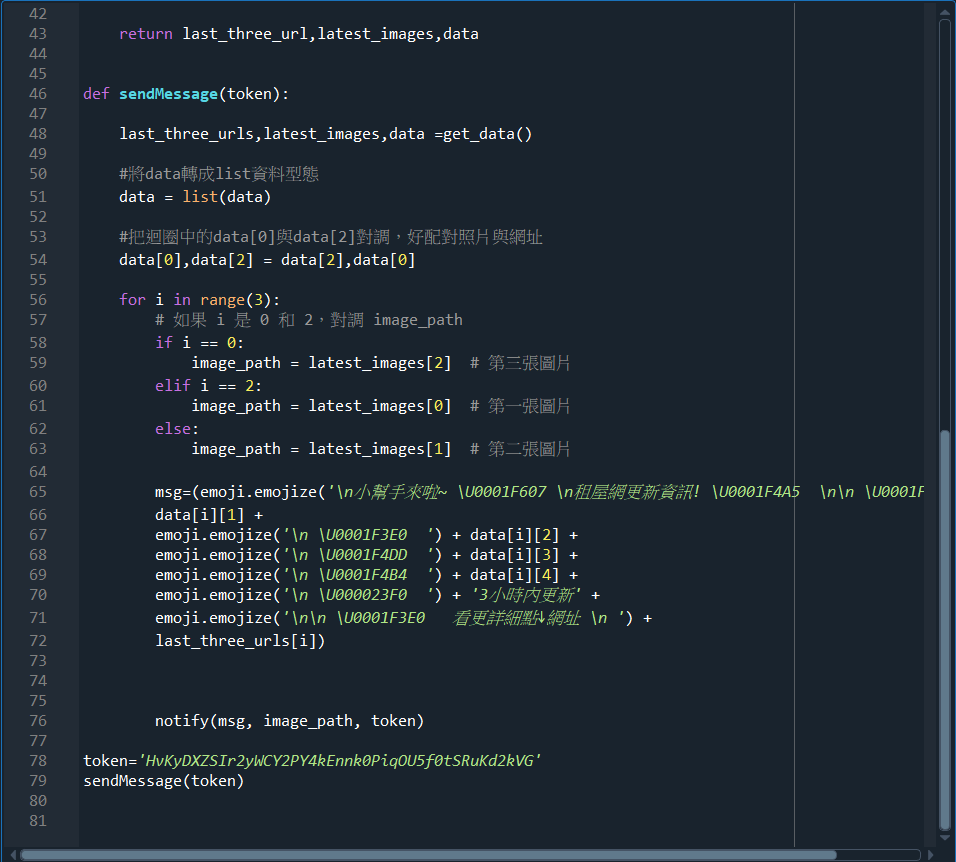 42
43 return last_three_url,latest_images,data
44
45
46 def sendMessage(token):
47
48 last_three_urls,latest_images,data =get_data()
49
50 #將data轉成list資料型態
51 data = list(data)
52
53 #把迴圈中的data[0]與data[2]對調，好配對照片與網址
54 data[0],data[2] = data[2],data[0]
55
56 for i in range(3):
57 # 如果 i 是 0 和 2，對調 image_path
58 if i == 0:
59 image_path = latest_images[2]  # 第三張圖片
60 elif i == 2:
61 image_path = latest_images[0]  # 第一張圖片
62 else:
63 image_path = latest_images[1]  # 第二張圖片
64
65 msg=(emoji.emojize('\n小幫手來啦~ \U0001F607 \n租屋網更新資訊! \U0001F4A5  \n\n \U0001F
66 data[i][1] +
67 emoji.emojize('\n \U0001F3E0  ') + data[i][2] +
68 emoji.emojize('\n \U0001F4DD  ') + data[i][3] +
69 emoji.emojize('\n \U0001F4B4  ') + data[i][4] +
70 emoji.emojize('\n \U000023F0  ') + '3小時內更新' +
71 emoji.emojize('\n\n \U0001F3E0   看更詳細點↓網址 \n ') +
72 last_three_urls[i])
73
74
75
76 notify(msg, image_path, token)
77
78 token='HvKyDXZSIr2yWCY2PY4kEnnk0PiqOU5f0tSRuKd2kVG'
79 sendMessage(token)
80
81